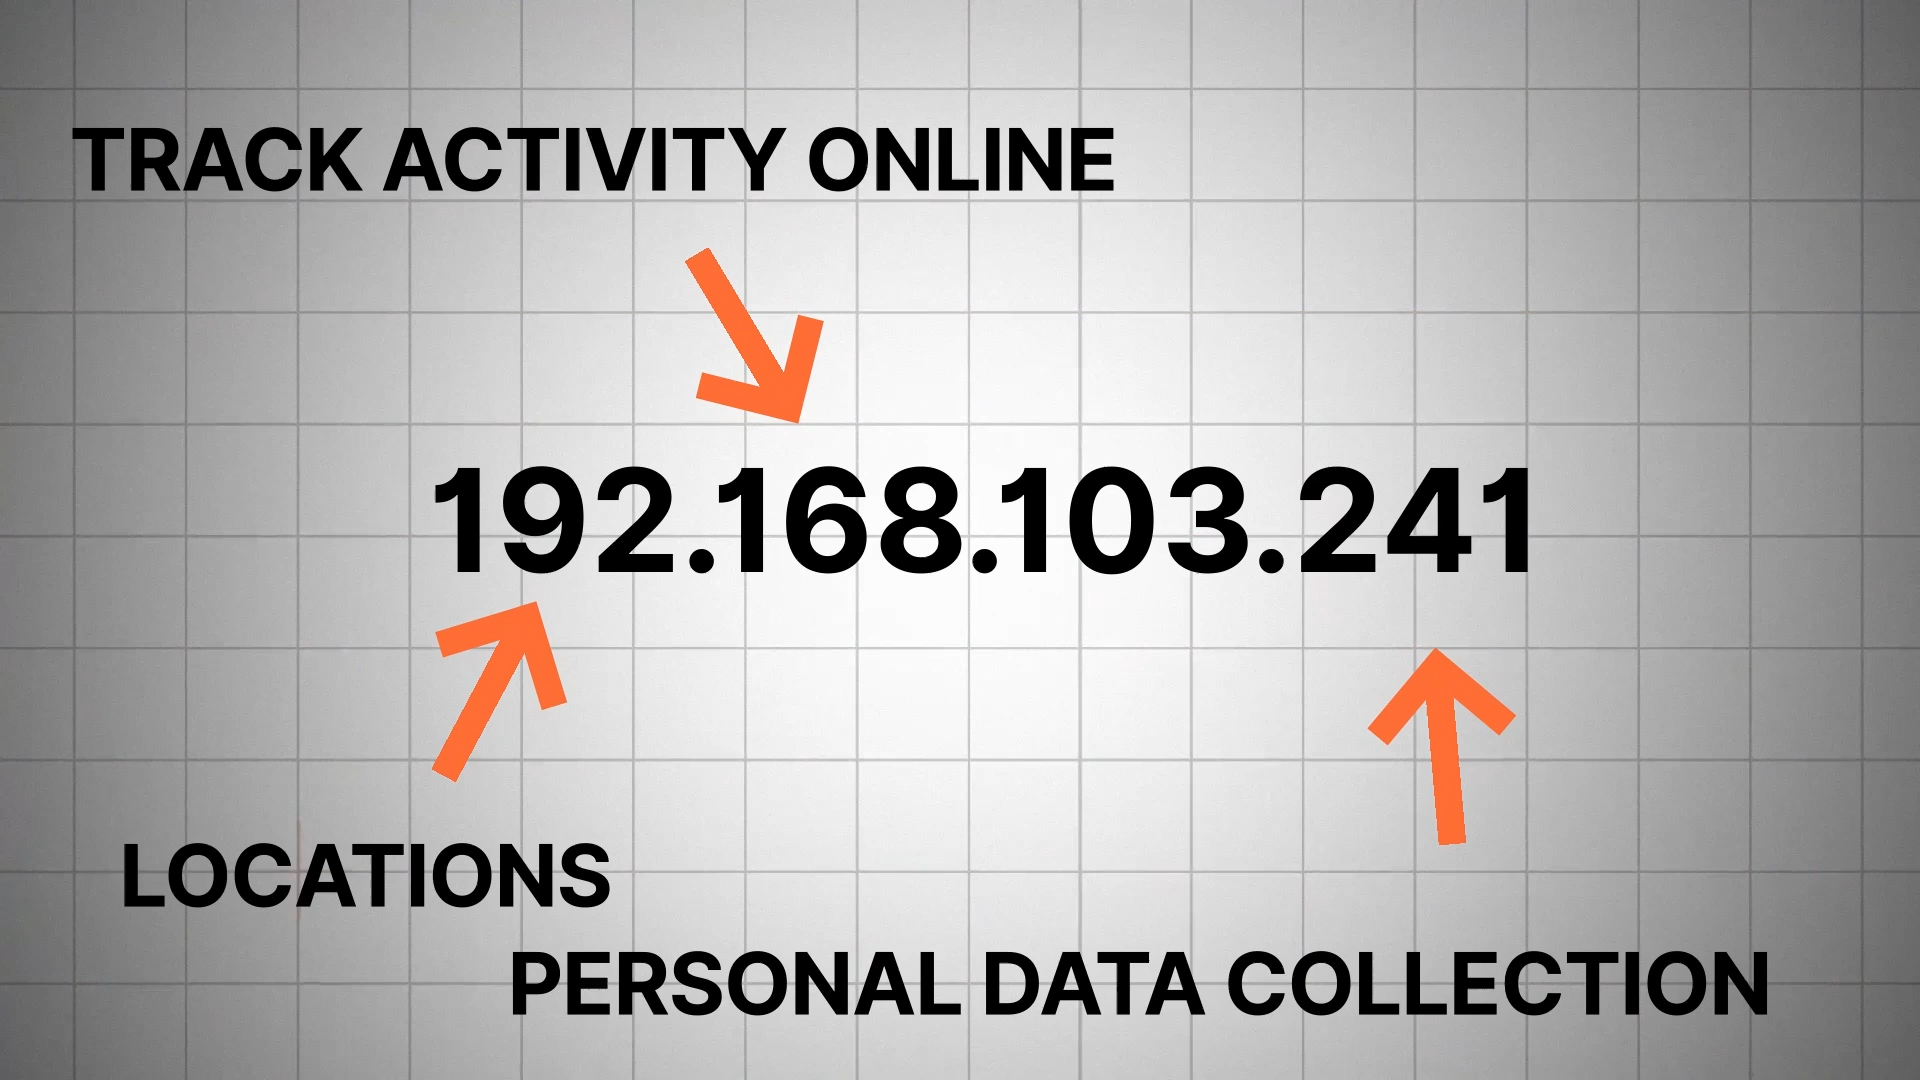 TRACK ACTIVITY ONLINE
192.168.103.241
LOCATIONS
PERSONAL DATA COLLECTION